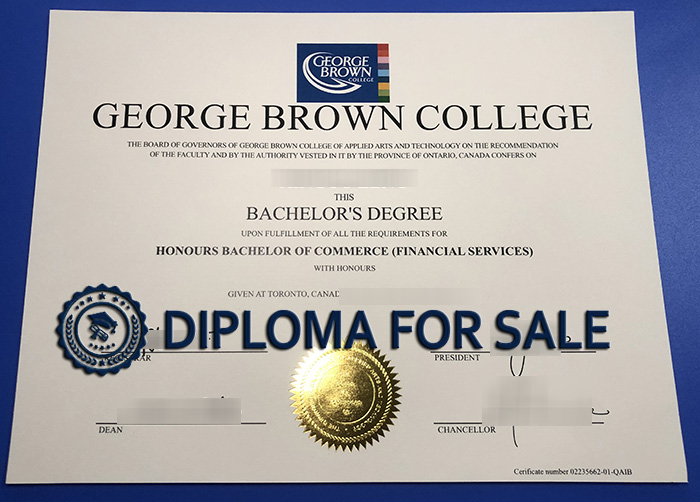 GEORGE
BROWN
COLLEGE
GEORGE BROWN COLLEGE
THE BOARD OF GOVERNORS OF GEORGE BROWN COLLEGE OF APPLIED ARTS AND TECHNOLOGY ON THE RECOMMENDATION
OF THE FACULTY AND BY THE AUTHORITY VESTED IN IT BY THE PROVINCE OF ONTARIO, CANADA CONFERS ON
THIS
BACHELOR'S DEGREE
UPON FULFILLMENT OF ALL THE REQUIREMENTS FOR
HONOURS BACHELOR OF COMMERCE (FINANCIAL SERVICES)
WITH HONOURS
GIVEN AT TORONTO, CANAD
DIPLOMA FOR SALE
PRESIDENT
DEAN
CHANCELLOR
Certificate number 02235662-01-QAIB